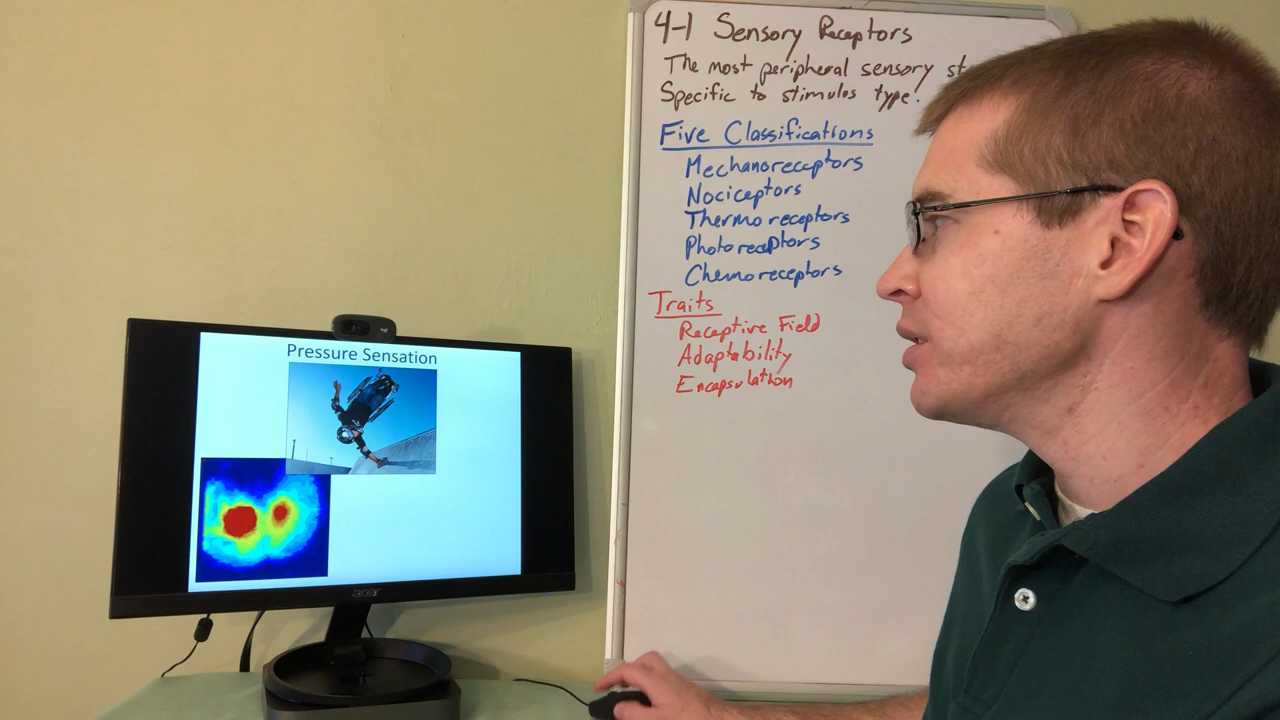 4-1 Sensory Receptors
The most peripheral sensory
Specific to stimulus type!
Five Classifications
Mechanoreceptors
Nociceptors
Thermoreceptors
Photoreceptors
Chemoreceptors
Traits
Receptive Field
Adaptability
Encapsulation
Pressure Sensation
acer